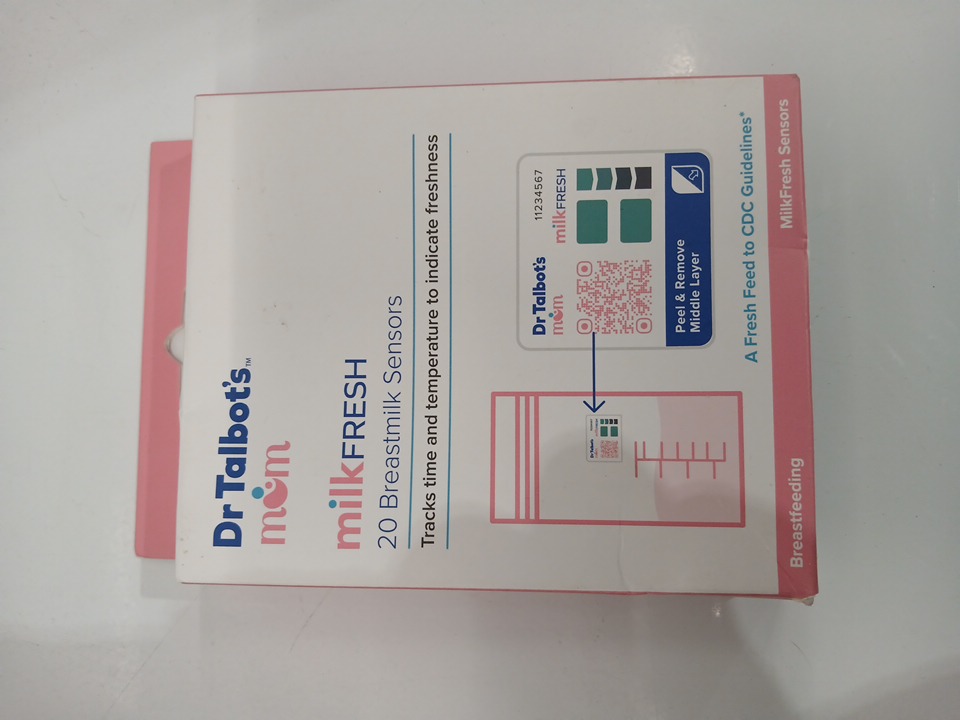 Dr Talbot's™
mom
milkFRESH
20 Breastmilk Sensors
Tracks time and temperature to indicate freshness
Dr Talbot's
mom
11234567
milkFRESH
Peel & Remove
Middle Layer
A Fresh Feed to CDC Guidelines*
Breastfeeding
MilkFresh Sensors